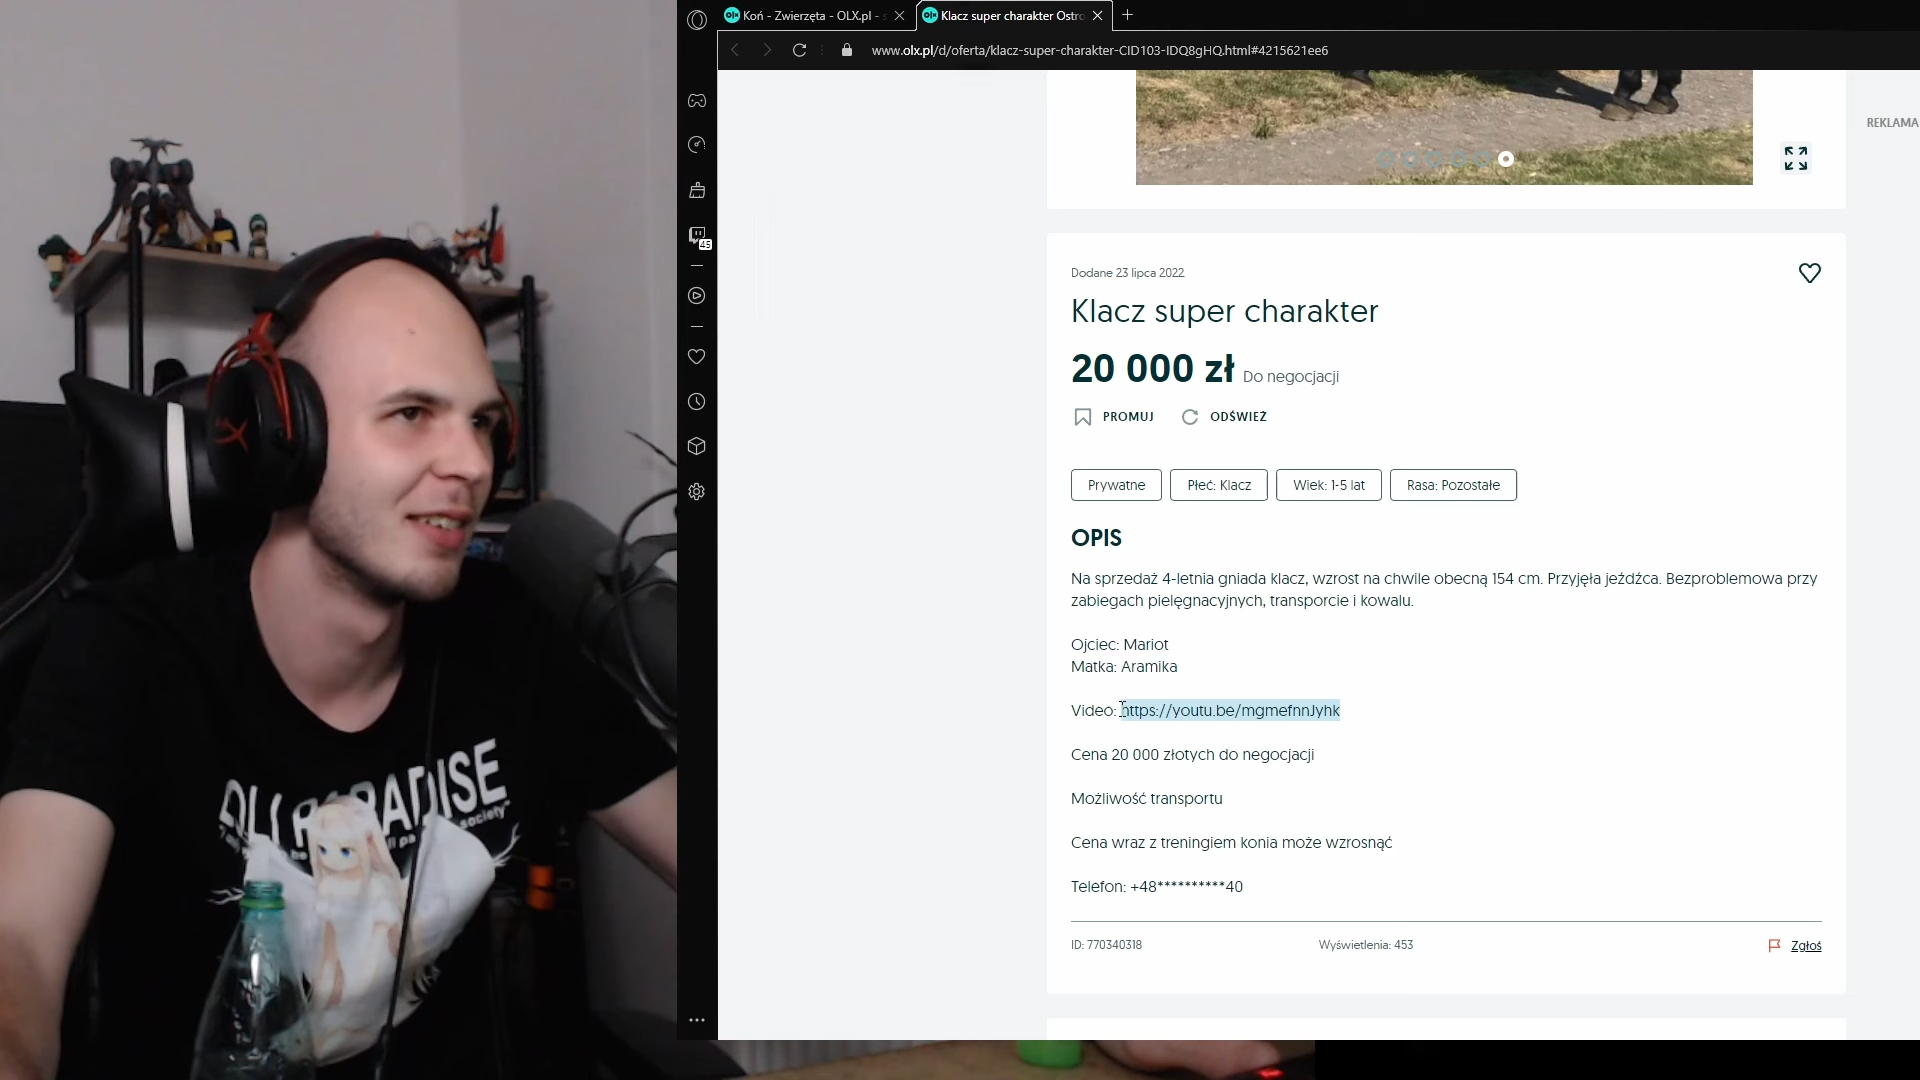 Koń - Zwierzęta - OLX.pl - s
Klacz super charakter Ostro
www.olx.pl/d/oferta/klacz-super-charakter-CID103-IDQ8gHQ.html#4215621ee6
REKLAMA
45
Dodane 23 lipca 2022
Klacz super charakter
20 000 zł Do negocjacji
PROMUJ ODŚWIEŻ
Prywatne Płeć: Klacz Wiek: 1-5 lat Rasa: Pozostałe
OPIS
Na sprzedaż 4-letnia gniada klacz, wzrost na chwile obecną 154 cm. Przyjęła jeźdźca. Bezproblemowa przy
zabiegach pielęgnacyjnych, transporcie i kowalu.
Ojciec: Mariot
Matka: Aramika
Video: https://youtu.be/mgmefnnJyhk
Cena 20 000 złotych do negocjacji
Możliwość transportu
Cena wraz z treningiem konia może wzrosnąć
Telefon: +48**********40
ID: 770340318 Wyświetlenia: 453 Zgłoś
society"